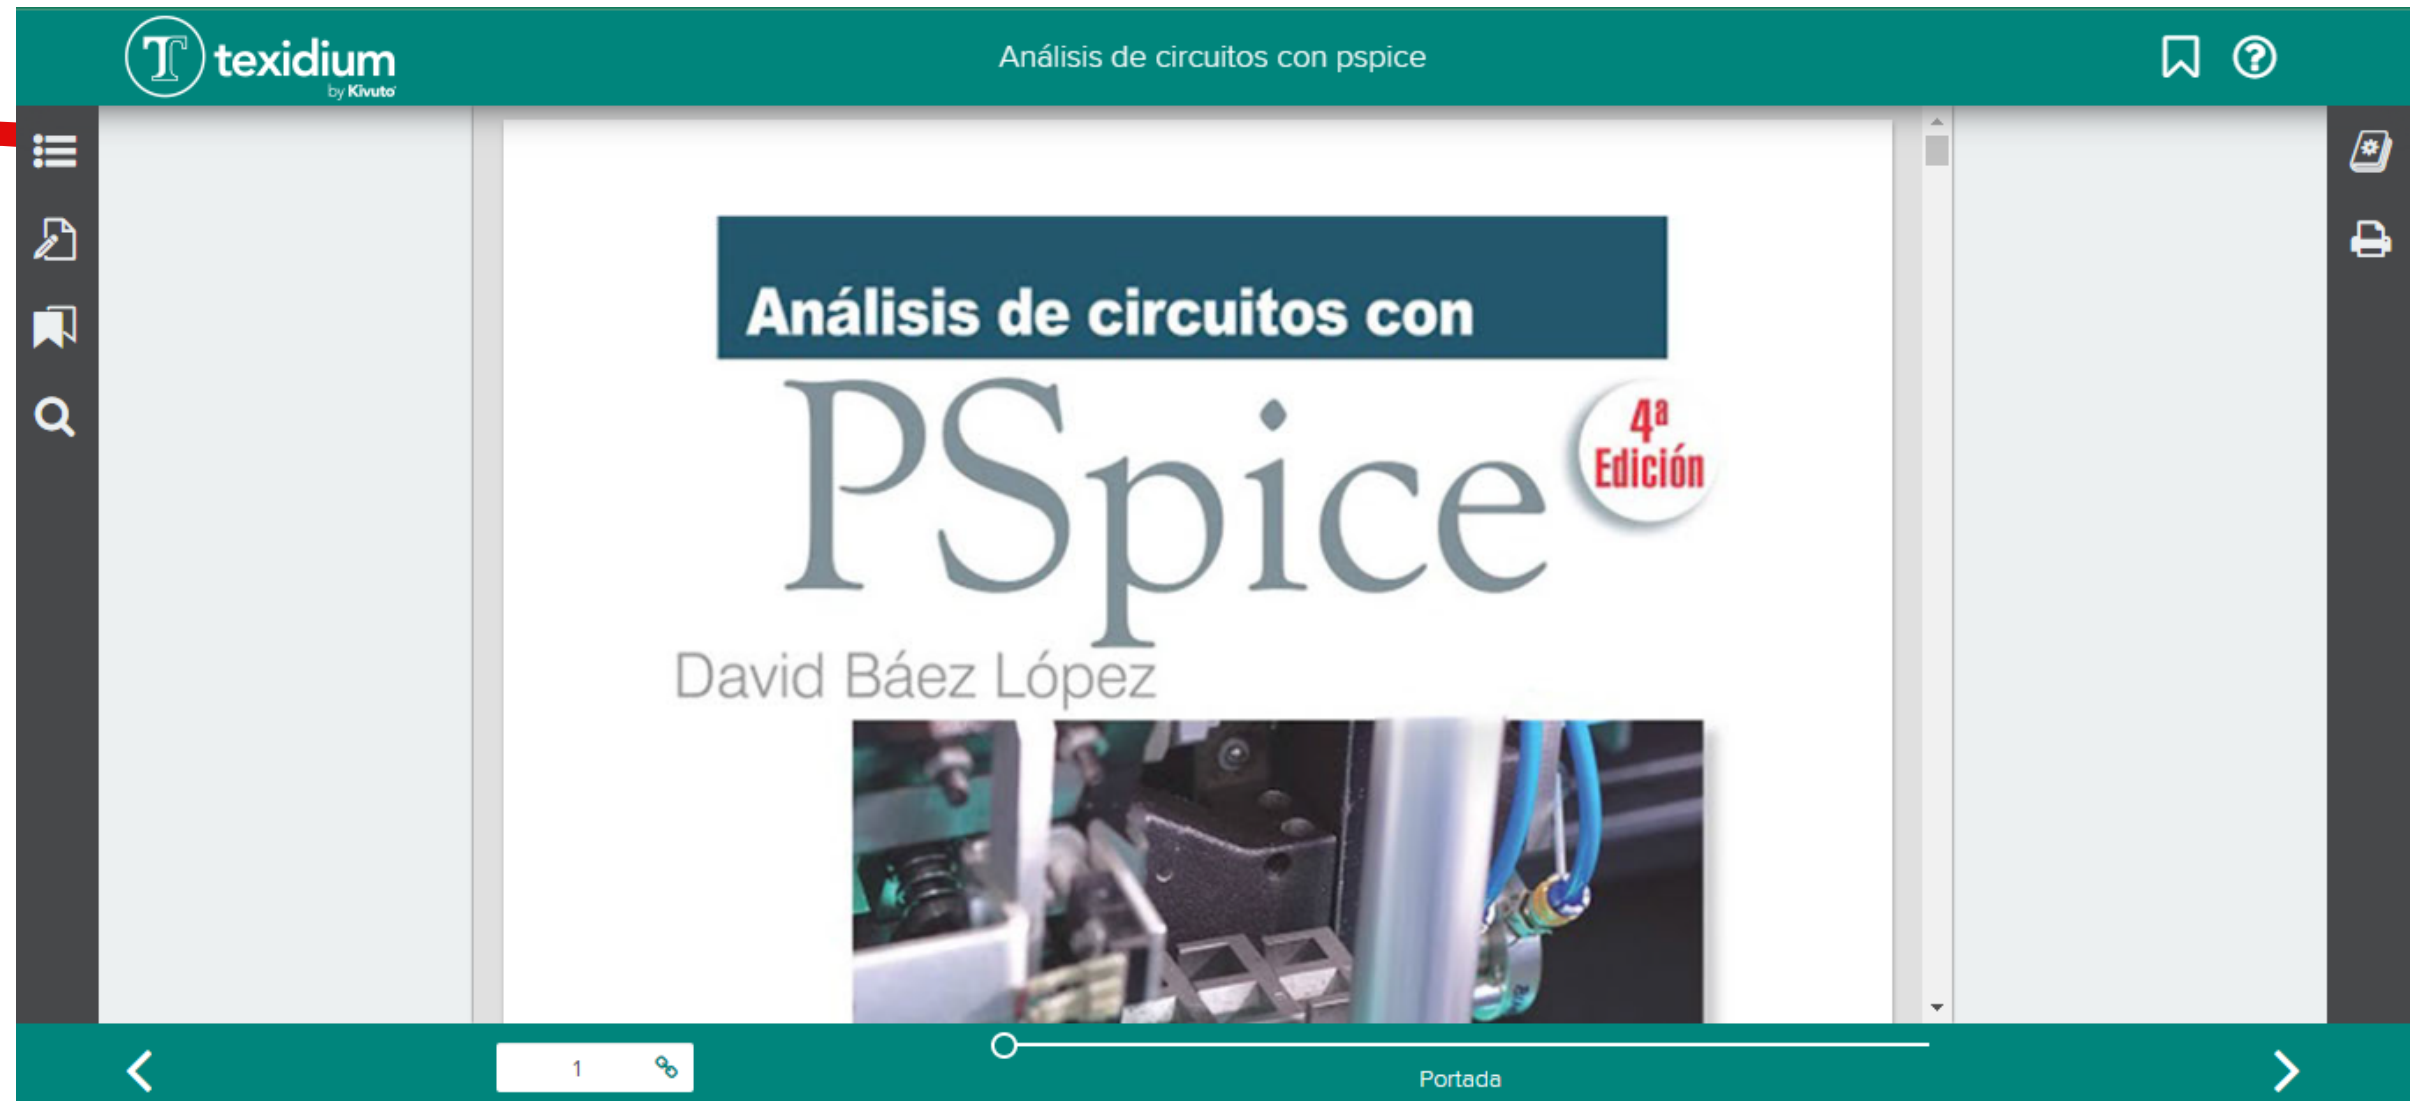 texidium
by Kivuto
Análisis de circuitos con pspice
Análisis de circuitos con
PSpice
4ª
Edición
David Báez López
1
Portada